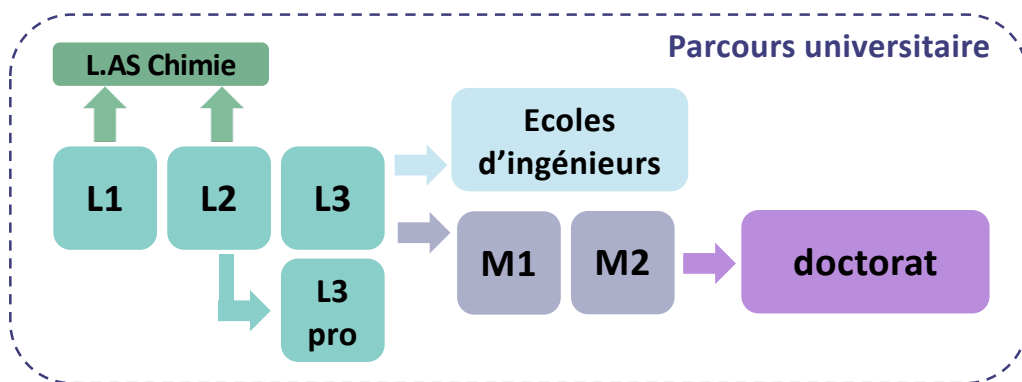 Parcours universitaire
L.AS Chimie
Ecoles
d'ingénieurs
L1
L2
L3
M1
M2
doctorat
L3
pro